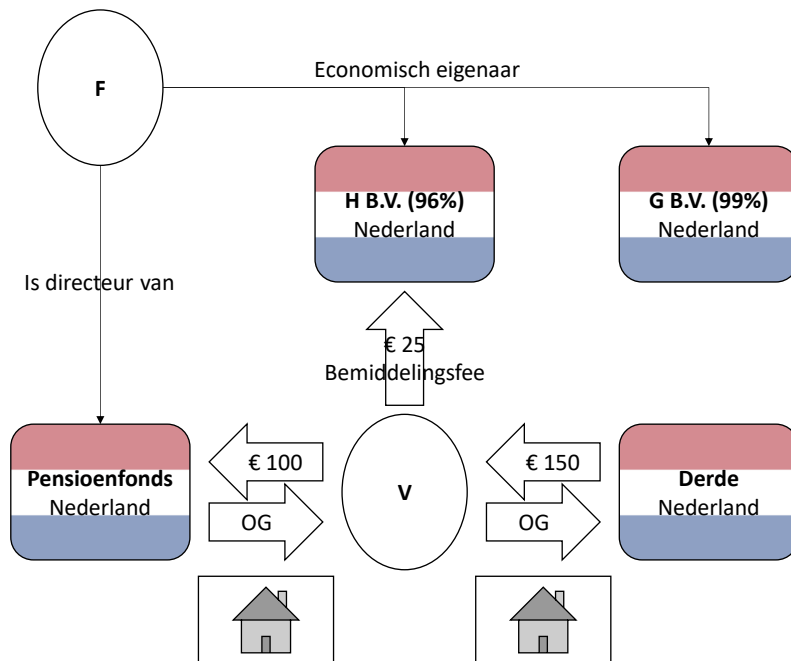 F
Economisch eigenaar
H B.V. (96%)
Nederland
G B.V. (99%)
Nederland
Is directeur van
€ 25
Bemiddelingsfee
Pensioenfonds
Nederland
€ 100
OG
V
€ 150
OG
Derde
Nederland